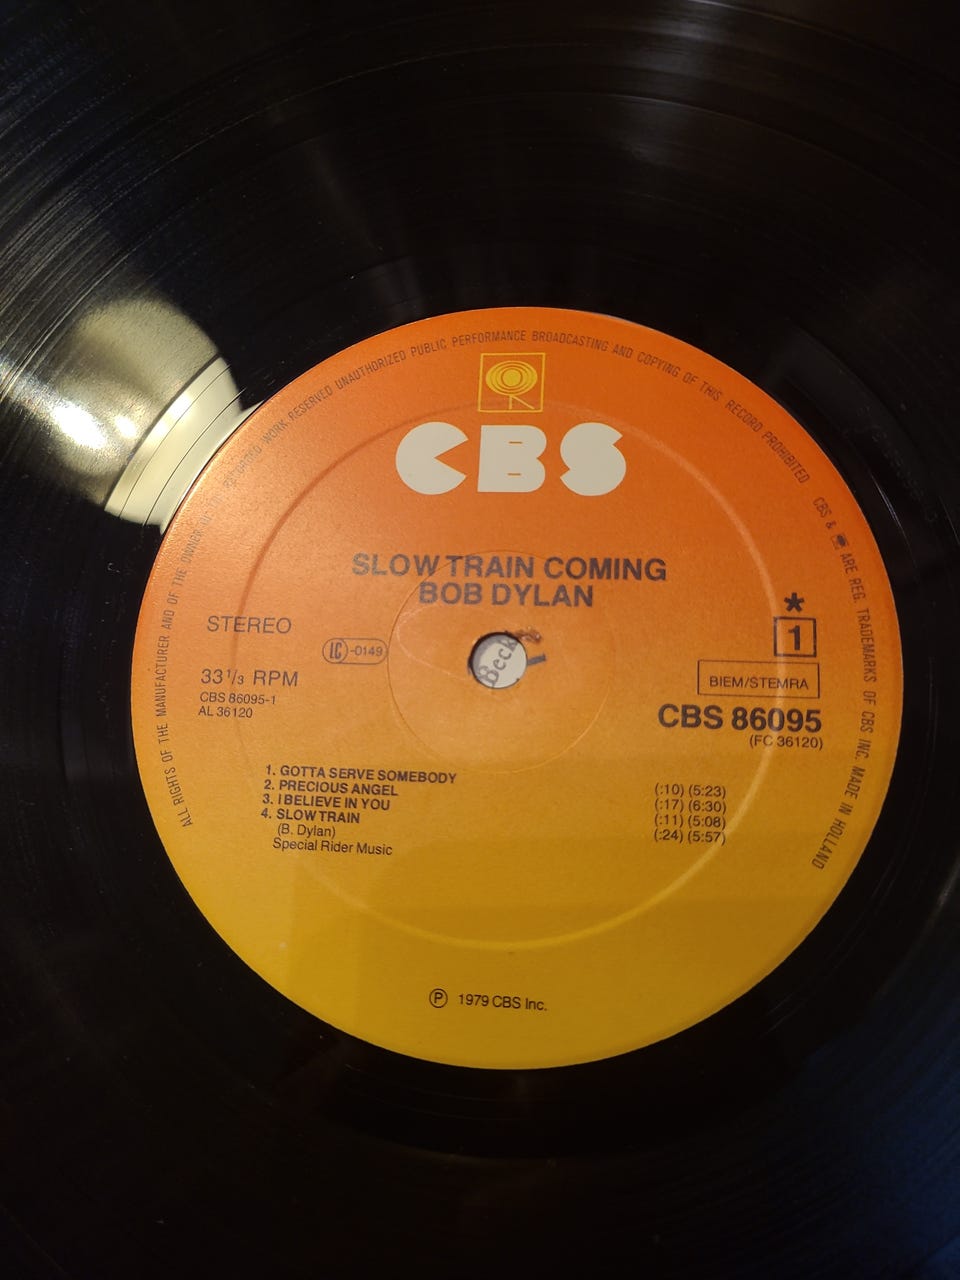 ALL RIGHTS OF THE MANUFACTURER AND OF THE OWNER OF THE RECORDED WORK RESERVED UNAUTHORIZED PUBLIC PERFORMANCE BROADCASTING AND COPYING OF THIS RECORD PROHIBITED CBS & ARE REG. TRADEMARKS OF CBS INC. MADE IN HOLLAND
CBS
SLOW TRAIN COMING
BOB DYLAN
STEREO
LC-0149
33 1/3 RPM
CBS 86095-1
AL 36120
*
1
BIEM/STEMRA
CBS 86095
(FC 36120)
Beck
1. GOTTA SERVE SOMEBODY (:10) (5:23)
2. PRECIOUS ANGEL (:17) (6:30)
3. I BELIEVE IN YOU (:11) (5:08)
4. SLOW TRAIN (:24) (5:57)
(B. Dylan)
Special Rider Music
Ⓟ 1979 CBS Inc.